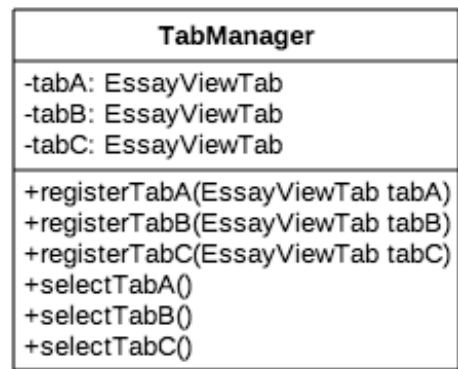 TabManager
-tabA: EssayViewTab
-tabB: EssayViewTab
-tabC: EssayViewTab
+registerTabA(EssayViewTab tabA)
+registerTabB(EssayViewTab tabB)
+registerTabC(EssayViewTab tabC)
+selectTabA()
+selectTabB()
+selectTabC()